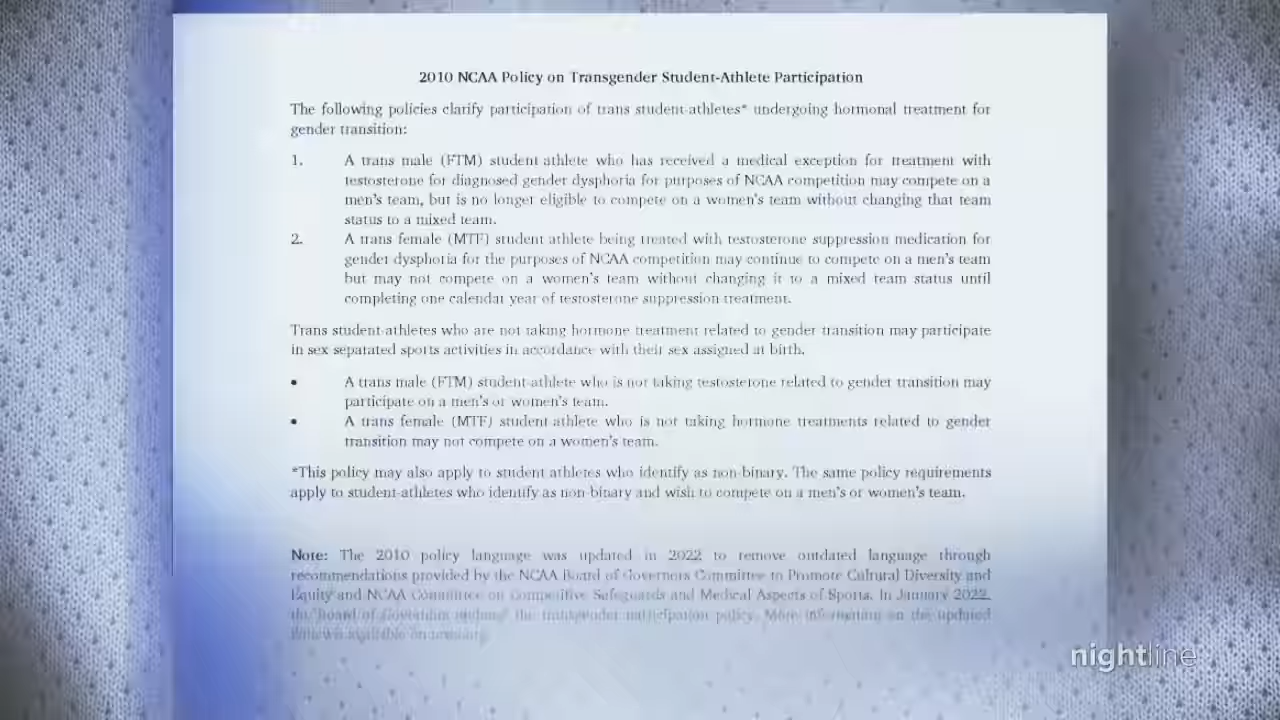 2010 NCAA Policy on Transgender Student-Athlete Participation
The following policies clarify participation of trans student-athletes* undergoing hormonal treatment for
gender transition:
1. A trans male (FTM) student athlete who has received a medical exception for treatment with
testosterone for diagnosed gender dysphoria for purposes of NCAA competition may compete on a
men's team, but is no longer eligible to compete on a women's team without changing that team
status to a mixed team.
2. A trans female (MTF) student athlete being treated with testosterone suppression medication for
gender dysphoria for the purposes of NCAA competition may continue to compete on a men's team
but may not compete on a women's team without changing it to a mixed team status until
completing one calendar year of testosterone suppression treatment.
Trans student-athletes who are not taking hormone treatment related to gender transition may participate
in sex separated sports activities in accordance with their sex assigned at birth.
• A trans male (FTM) student-athlete who is not taking testosterone related to gender transition may
participate on a men's or women's team.
• A trans female (MTF) student-athlete who is not taking hormone treatments related to gender
transition may not compete on a women's team.
*This policy may also apply to student athletes who identify as non-binary. The same policy requirements
apply to student-athletes who identify as non-binary and wish to compete on a men's or women's team.
Note: The 2010 policy language was updated in 2022 to remove outdated language through
recommendations provided by the NCAA Board of Governors Committee to Promote Cultural Diversity and
Equity and NCAA Committee on Competitive Safeguards and Medical Aspects of Sports. In January 2022,
the Board of Governors updated the transgender participation policy. More information on the updated
nightline